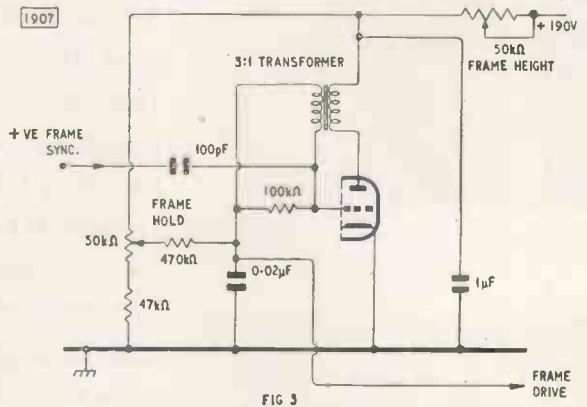 1907
+ 190V
50kΩ
FRAME HEIGHT
3:1 TRANSFORMER
+VE FRAME
SYNC.
100pF
100kΩ
FRAME
HOLD
50kΩ
470kΩ
0·02µF
1µF
47kΩ
FRAME
DRIVE
FIG 3